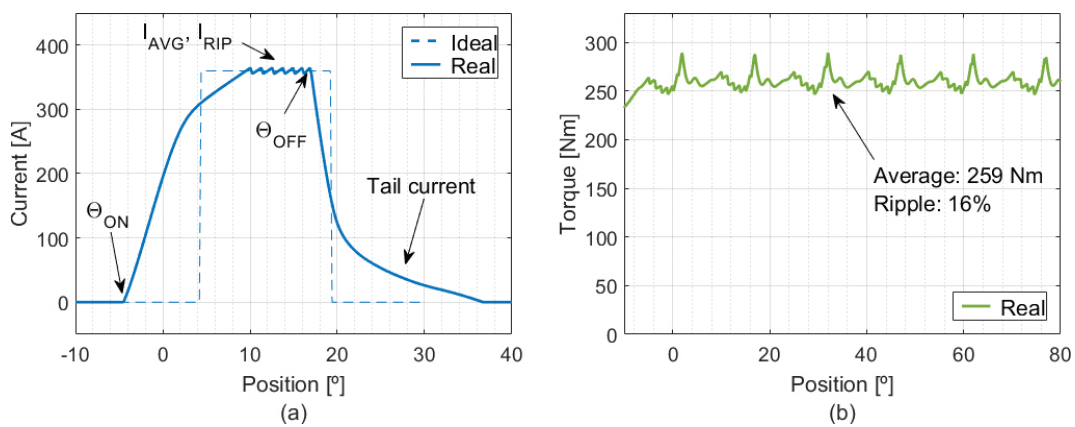 400
300
200
100
0
Current [A]
-10 0 10 20 30 40
Position [º]
(a)
I_AVG, I_RIP
Ideal
Real
Θ_ON
Θ_OFF
Tail current
300
250
200
150
100
50
0
Torque [Nm]
0 20 40 60 80
Position [º]
(b)
Average: 259 Nm
Ripple: 16%
Real